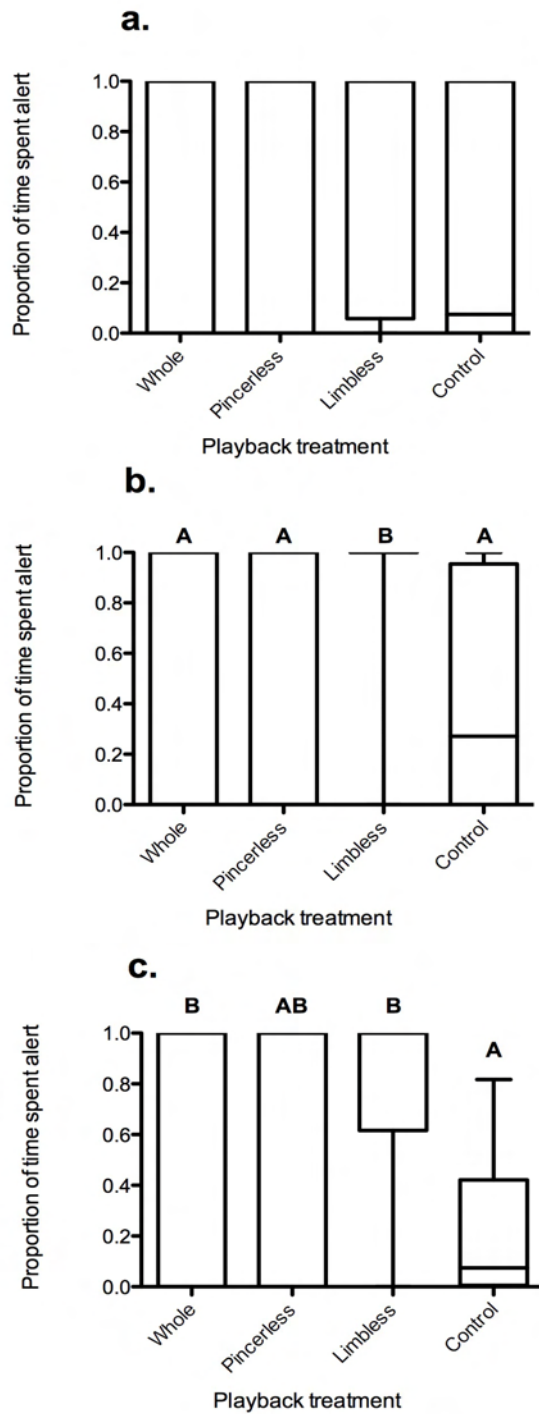 a.
Proportion of time spent alert
1.0
0.8
0.6
0.4
0.2
0.0
Whole
Pincerless
Limbless
Control
Playback treatment
b.
A A B A
Proportion of time spent alert
1.0
0.8
0.6
0.4
0.2
0.0
Whole
Pincerless
Limbless
Control
Playback treatment
c.
B AB B A
Proportion of time spent alert
1.0
0.8
0.6
0.4
0.2
0.0
Whole
Pincerless
Limbless
Control
Playback treatment